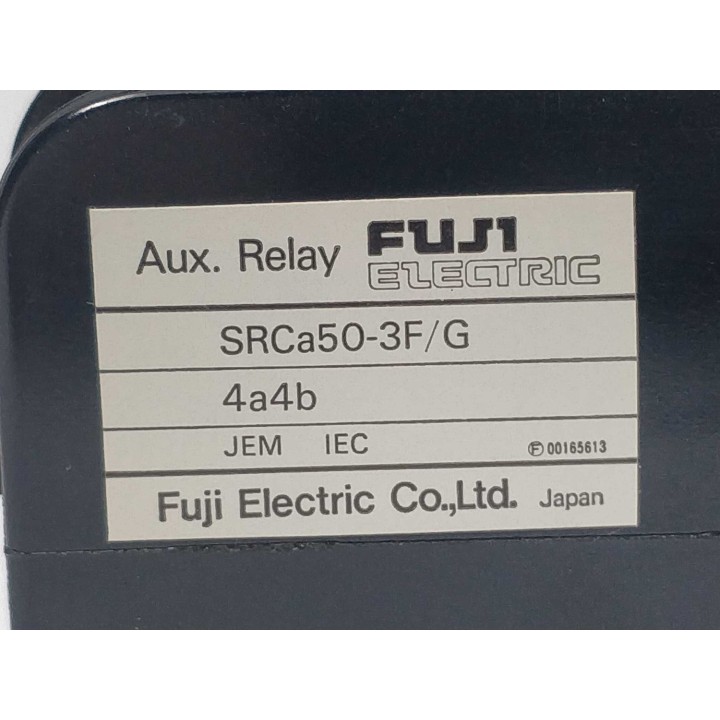 Aux. Relay FUJI
ELECTRIC
SRCa50-3F/G
4a4b
JEM IEC Ⓕ 00165613
Fuji Electric Co.,Ltd. Japan